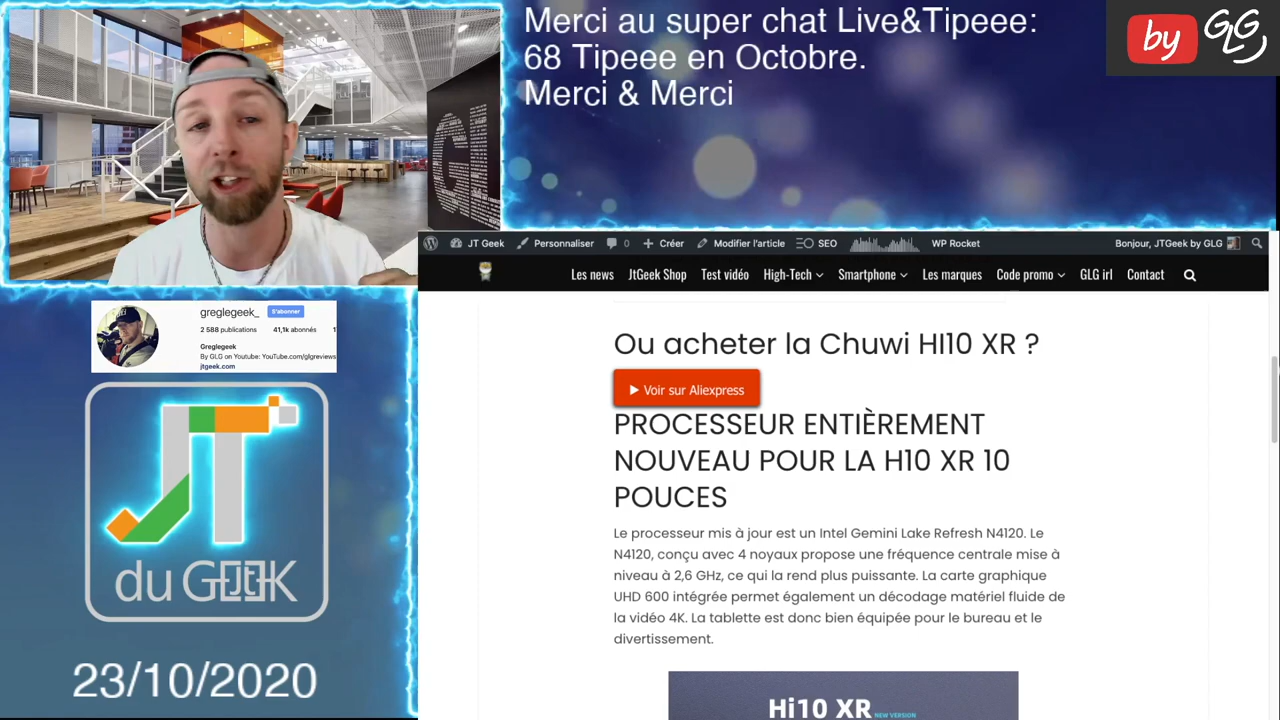 Merci au super chat Live&Tipeee:
68 Tipeee en Octobre.
Merci & Merci
by GLG
JT Geek Personnaliser 0 Créer Modifier l'article SEO WP Rocket Bonjour, JTGeek by GLG
Les news JtGeek Shop Test vidéo High-Tech Smartphone Les marques Code promo GLG irl Contact
greglegeek_ S'abonner
2 588 publications 41,1k abonnés 1
Greglegeek
By GLG on Youtube: YouTube.com/glgreviews
jtgeek.com
JT
du GEEK
23/10/2020
Ou acheter la Chuwi HI10 XR ?
Voir sur Aliexpress
PROCESSEUR ENTIÈREMENT
NOUVEAU POUR LA H10 XR 10
POUCES
Le processeur mis à jour est un Intel Gemini Lake Refresh N4120. Le
N4120, conçu avec 4 noyaux propose une fréquence centrale mise à
niveau à 2,6 GHz, ce qui la rend plus puissante. La carte graphique
UHD 600 intégrée permet également un décodage matériel fluide de
la vidéo 4K. La tablette est donc bien équipée pour le bureau et le
divertissement.
Hi10 XR NEW VERSION